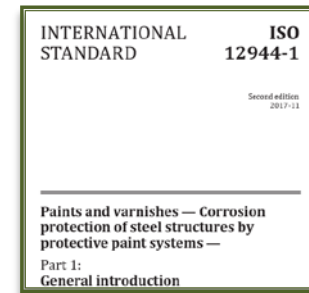 INTERNATIONAL STANDARD
ISO 12944-1
Second edition
2017-11
Paints and varnishes — Corrosion
protection of steel structures by
protective paint systems —
Part 1:
General introduction